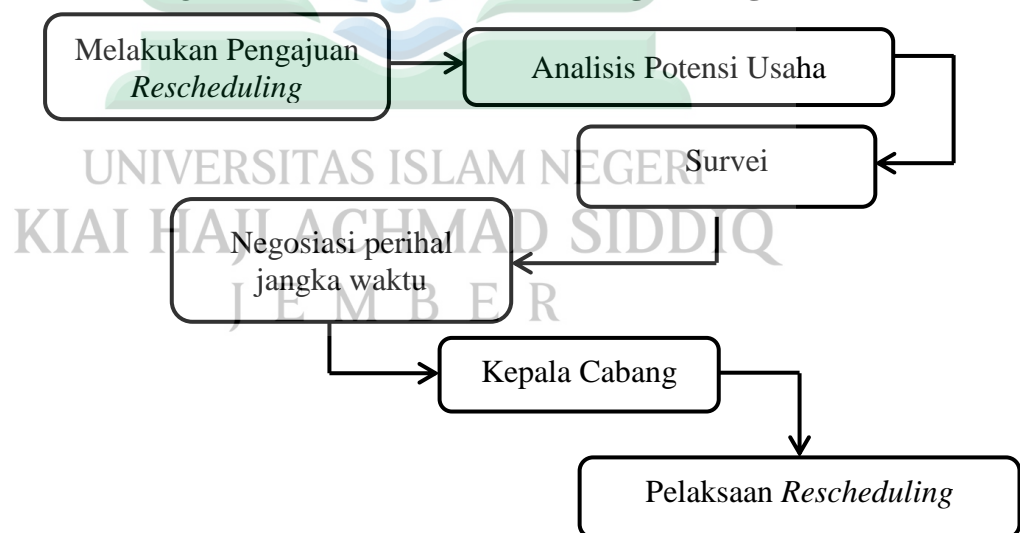 Melakukan Pengajuan
Rescheduling
Analisis Potensi Usaha
Survei
UNIVERSITAS ISLAM NEGERI
KIAI HAJI ACHMAD SIDDIQ
JEMBER
Negosiasi perihal
jangka waktu
Kepala Cabang
Pelaksaan Rescheduling